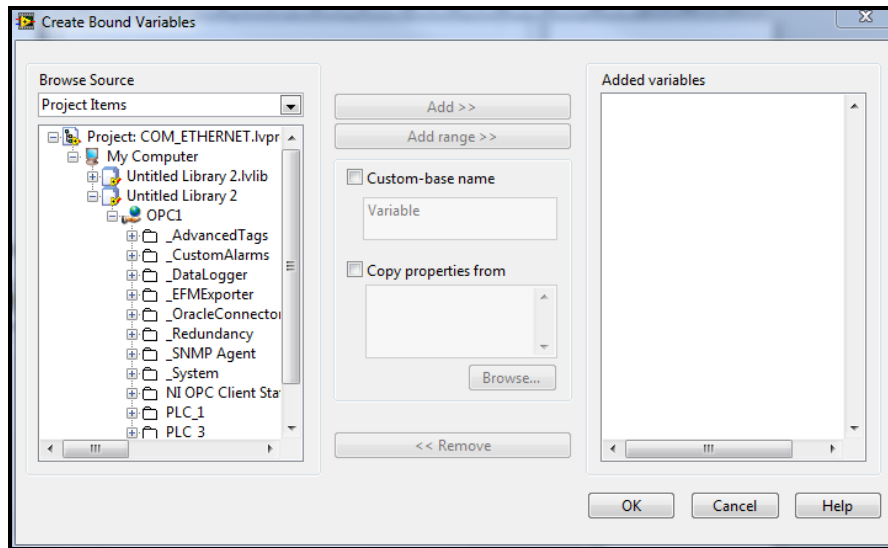 Create Bound Variables
Browse Source
Project Items
Project: COM_ETHERNET.lvpr
My Computer
Untitled Library 2.lvlib
Untitled Library 2
OPC1
_AdvancedTags
_CustomAlarms
_DataLogger
_EFMExporter
_OracleConnector
_Redundancy
_SNMP Agent
_System
NI OPC Client Sta
PLC_1
PLC 3
Add >>
Add range >>
Custom-base name
Variable
Copy properties from
Browse...
<< Remove
Added variables
OK
Cancel
Help